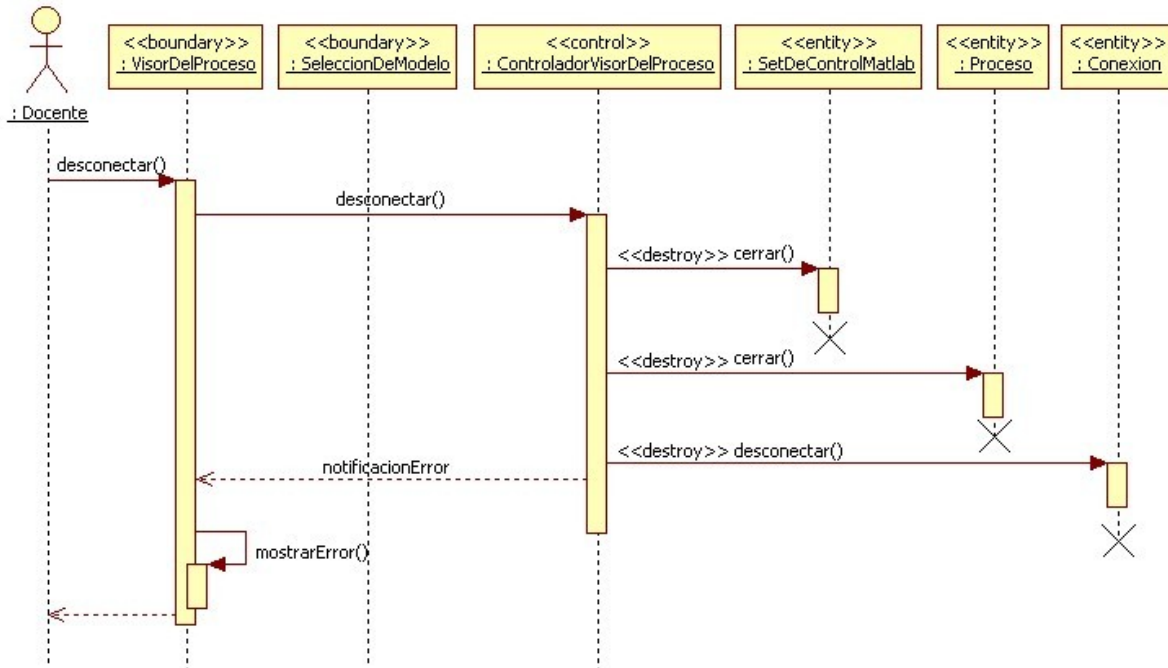 <<boundary>>
: VisorDelProceso
<<boundary>>
: SeleccionDeModelo
<<control>>
: ControladorVisorDelProceso
<<entity>>
: SetDeControlMatlab
<<entity>>
: Proceso
<<entity>>
: Conexion
: Docente
desconectar()
desconectar()
<<destroy>> cerrar()
<<destroy>> cerrar()
<<destroy>> desconectar()
notificacionError
mostrarError()